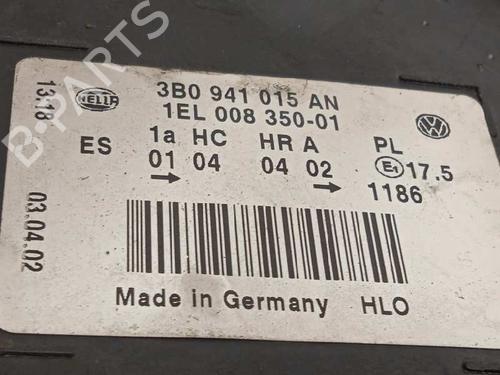 13:18
HELLA
3B0 941 015 AN
1EL 008 350-01
ES
1a HC HR A PL
01 04 04 02 E1 17.5
1186
03.04.02
Made in Germany HLO
B-PARTS